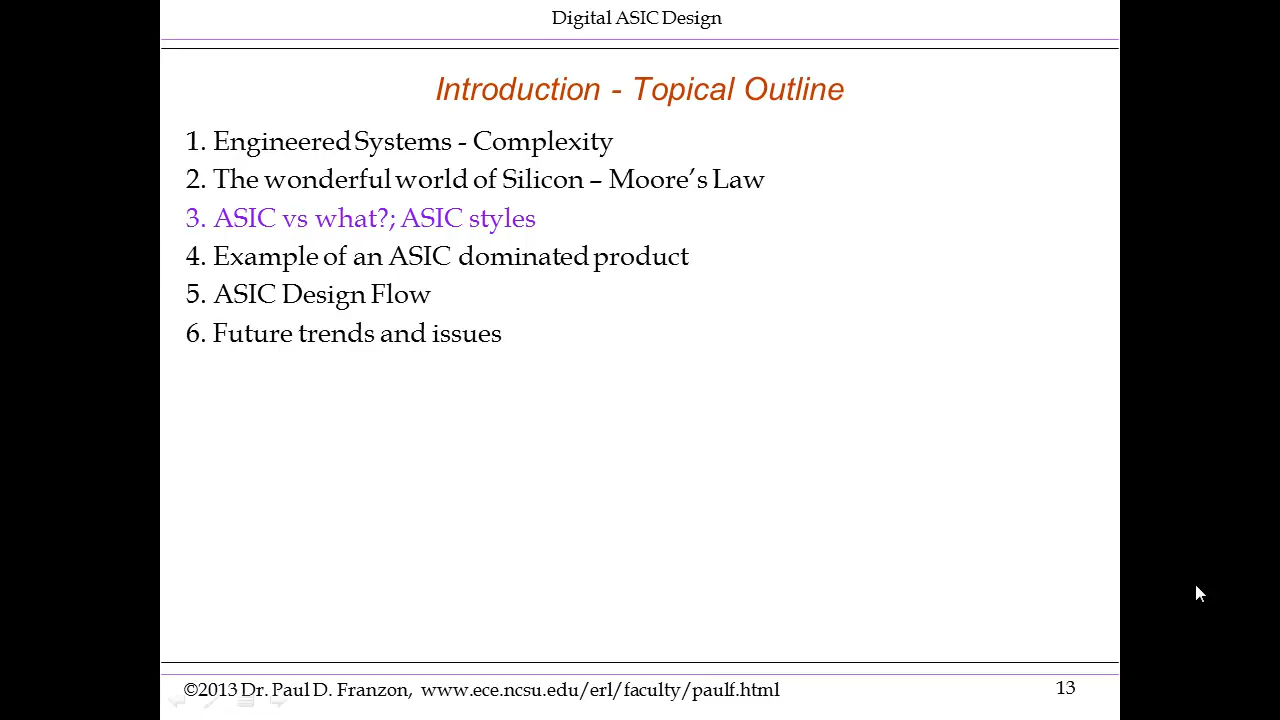 Digital ASIC Design
Introduction - Topical Outline
1. Engineered Systems - Complexity
2. The wonderful world of Silicon – Moore’s Law
3. ASIC vs what?; ASIC styles
4. Example of an ASIC dominated product
5. ASIC Design Flow
6. Future trends and issues
©2013 Dr. Paul D. Franzon, www.ece.ncsu.edu/erl/faculty/paulf.html
13